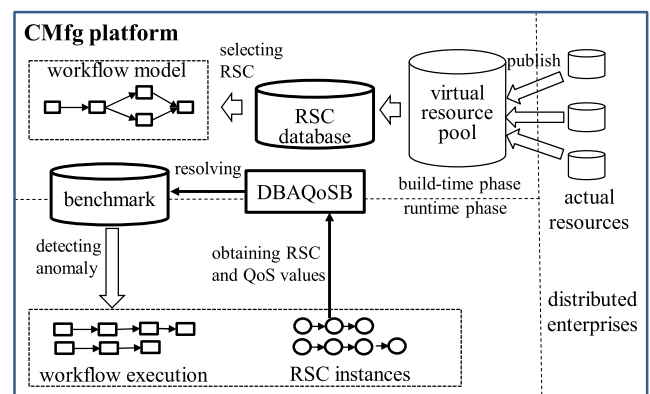 CMfg platform
selecting
RSC
workflow model
RSC
database
virtual
resource
pool
publish
actual
resources
resolving
benchmark
DBAQoSB
build-time phase
runtime phase
detecting
anomaly
obtaining RSC
and QoS values
distributed
enterprises
workflow execution
RSC instances